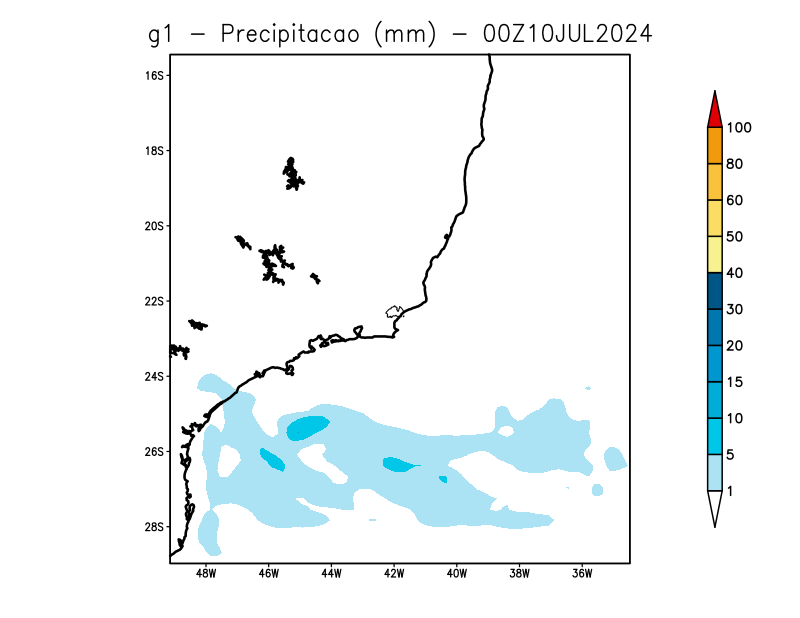 g1 – Precipitacao (mm) – 00Z10JUL2024
16S
18S
20S
22S
24S
26S
28S
48W 46W 44W 42W 40W 38W 36W
100
80
60
50
40
30
20
15
10
5
1